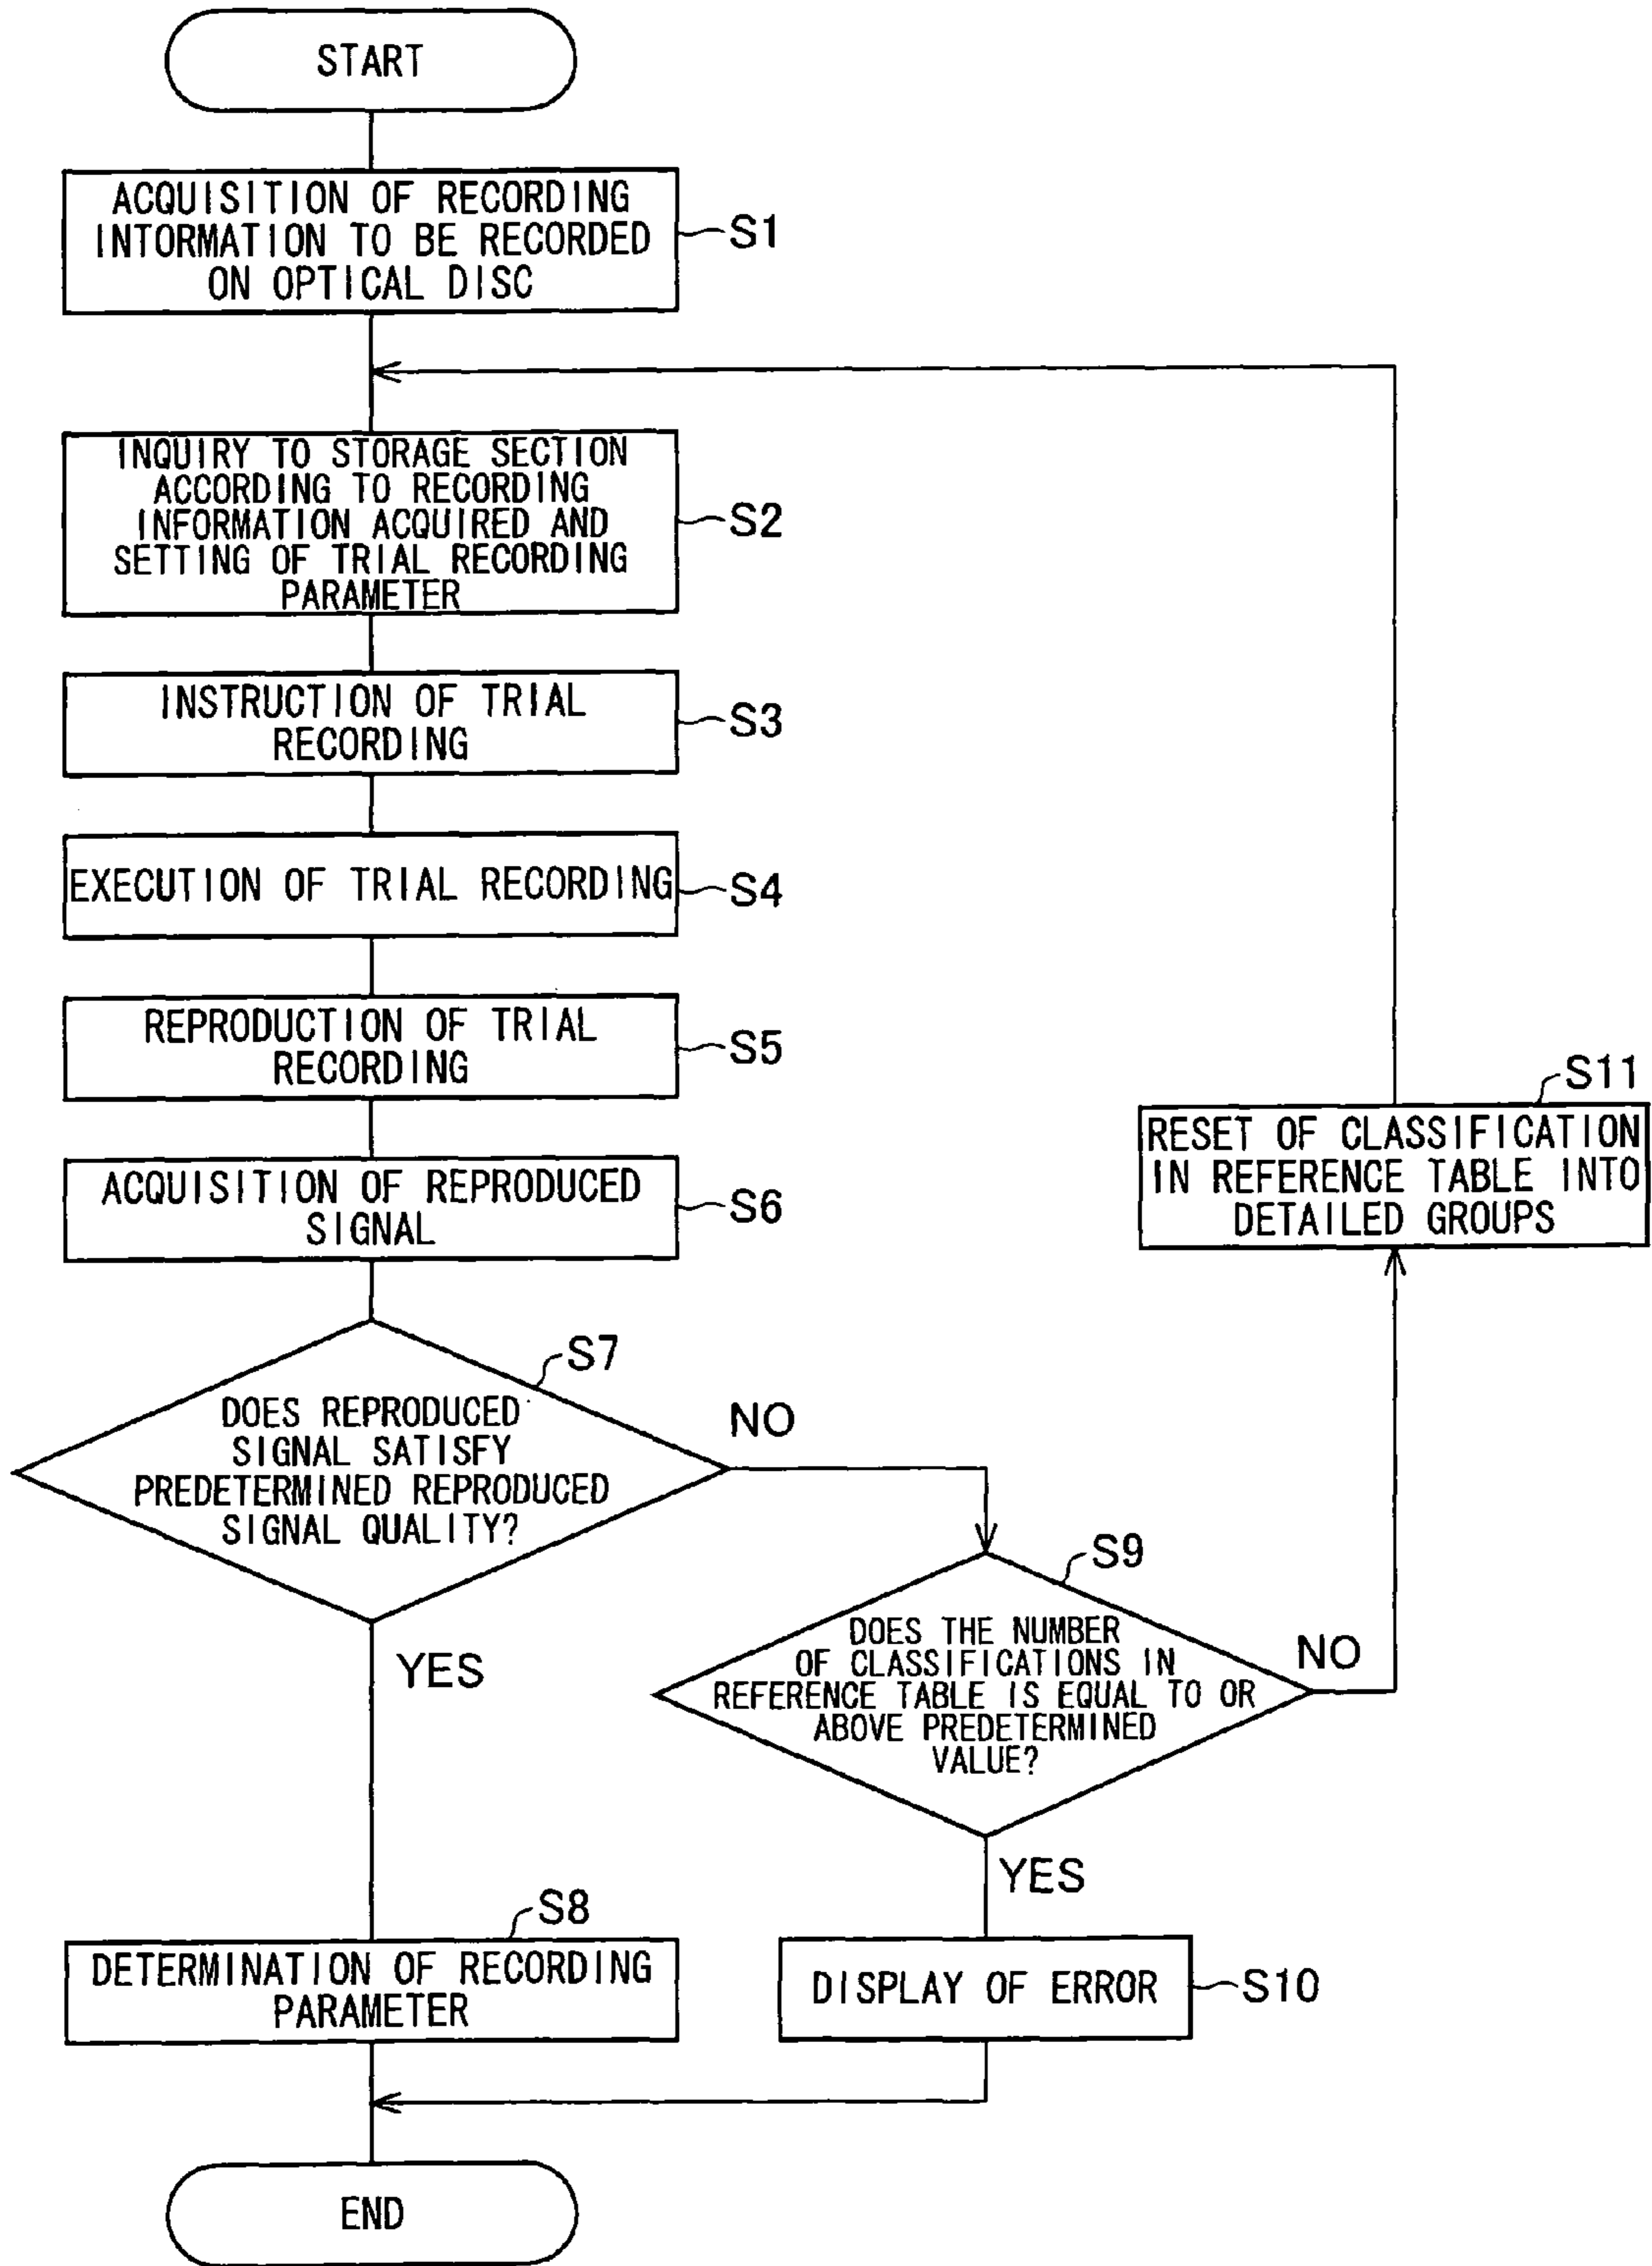 START
ACQUISITION OF RECORDING
INTORMATION TO BE RECORDED
ON OPTICAL DISC
S1
INQUIRY TO STORAGE SECTION
ACCORDING TO RECORDING
INFORMATION ACQUIRED AND
SETTING OF TRIAL RECORDING
PARAMETER
S2
INSTRUCTION OF TRIAL
RECORDING
S3
EXECUTION OF TRIAL RECORDING
S4
REPRODUCTION OF TRIAL
RECORDING
S5
ACQUISITION OF REPRODUCED
SIGNAL
S6
S7
DOES REPRODUCED
SIGNAL SATISFY
PREDETERMINED REPRODUCED
SIGNAL QUALITY?
NO
YES
S9
DOES THE NUMBER
OF CLASSIFICATIONS IN
REFERENCE TABLE IS EQUAL TO OR
ABOVE PREDETERMINED
VALUE?
NO
YES
S11
RESET OF CLASSIFICATION
IN REFERENCE TABLE INTO
DETAILED GROUPS
S8
DETERMINATION OF RECORDING
PARAMETER
DISPLAY OF ERROR
S10
END